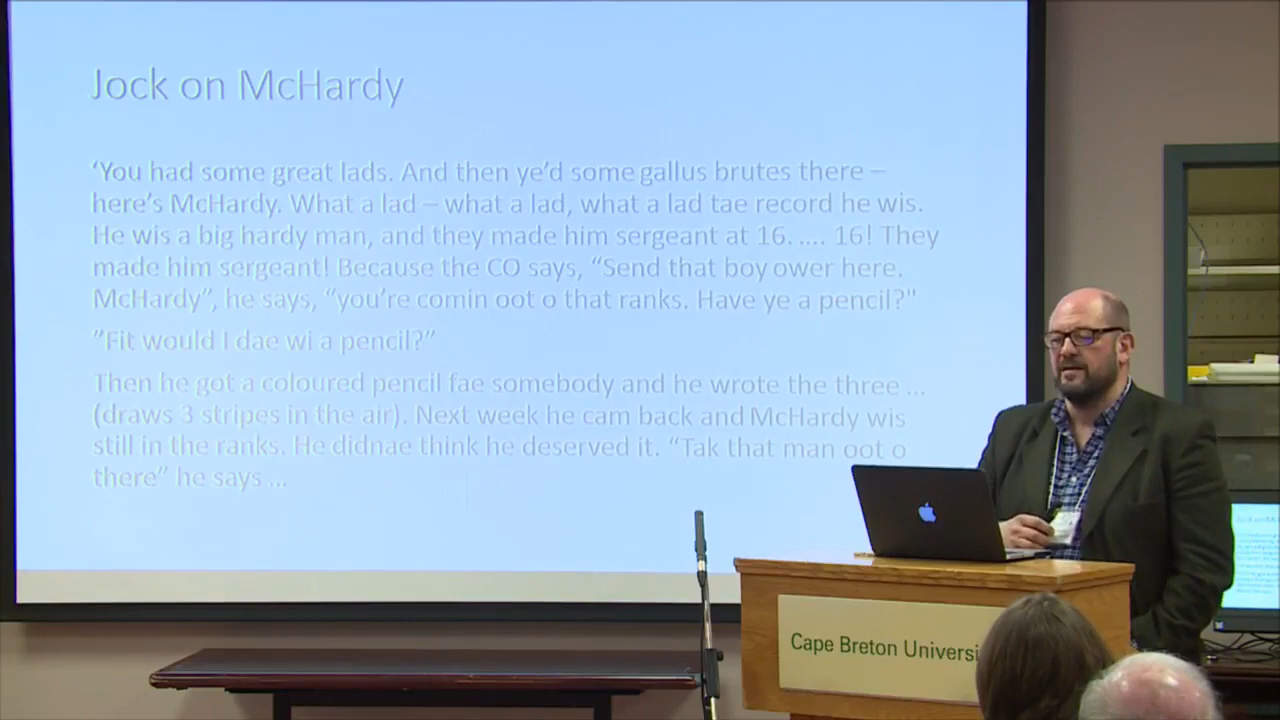 Jock on McHardy
‘You had some great lads. And then ye’d some gallus brutes there –
here’s McHardy. What a lad – what a lad, what a lad tae record he wis.
He wis a big hardy man, and they made him sergeant at 16. .... 16! They
made him sergeant! Because the CO says, “Send that boy ower here.
McHardy”, he says, “you’re comin oot o that ranks. Have ye a pencil?"
”Fit would I dae wi a pencil?”
Then he got a coloured pencil fae somebody and he wrote the three ...
(draws 3 stripes in the air). Next week he cam back and McHardy wis
still in the ranks. He didnae think he deserved it. “Tak that man oot o
there” he says ...
Cape Breton Universi